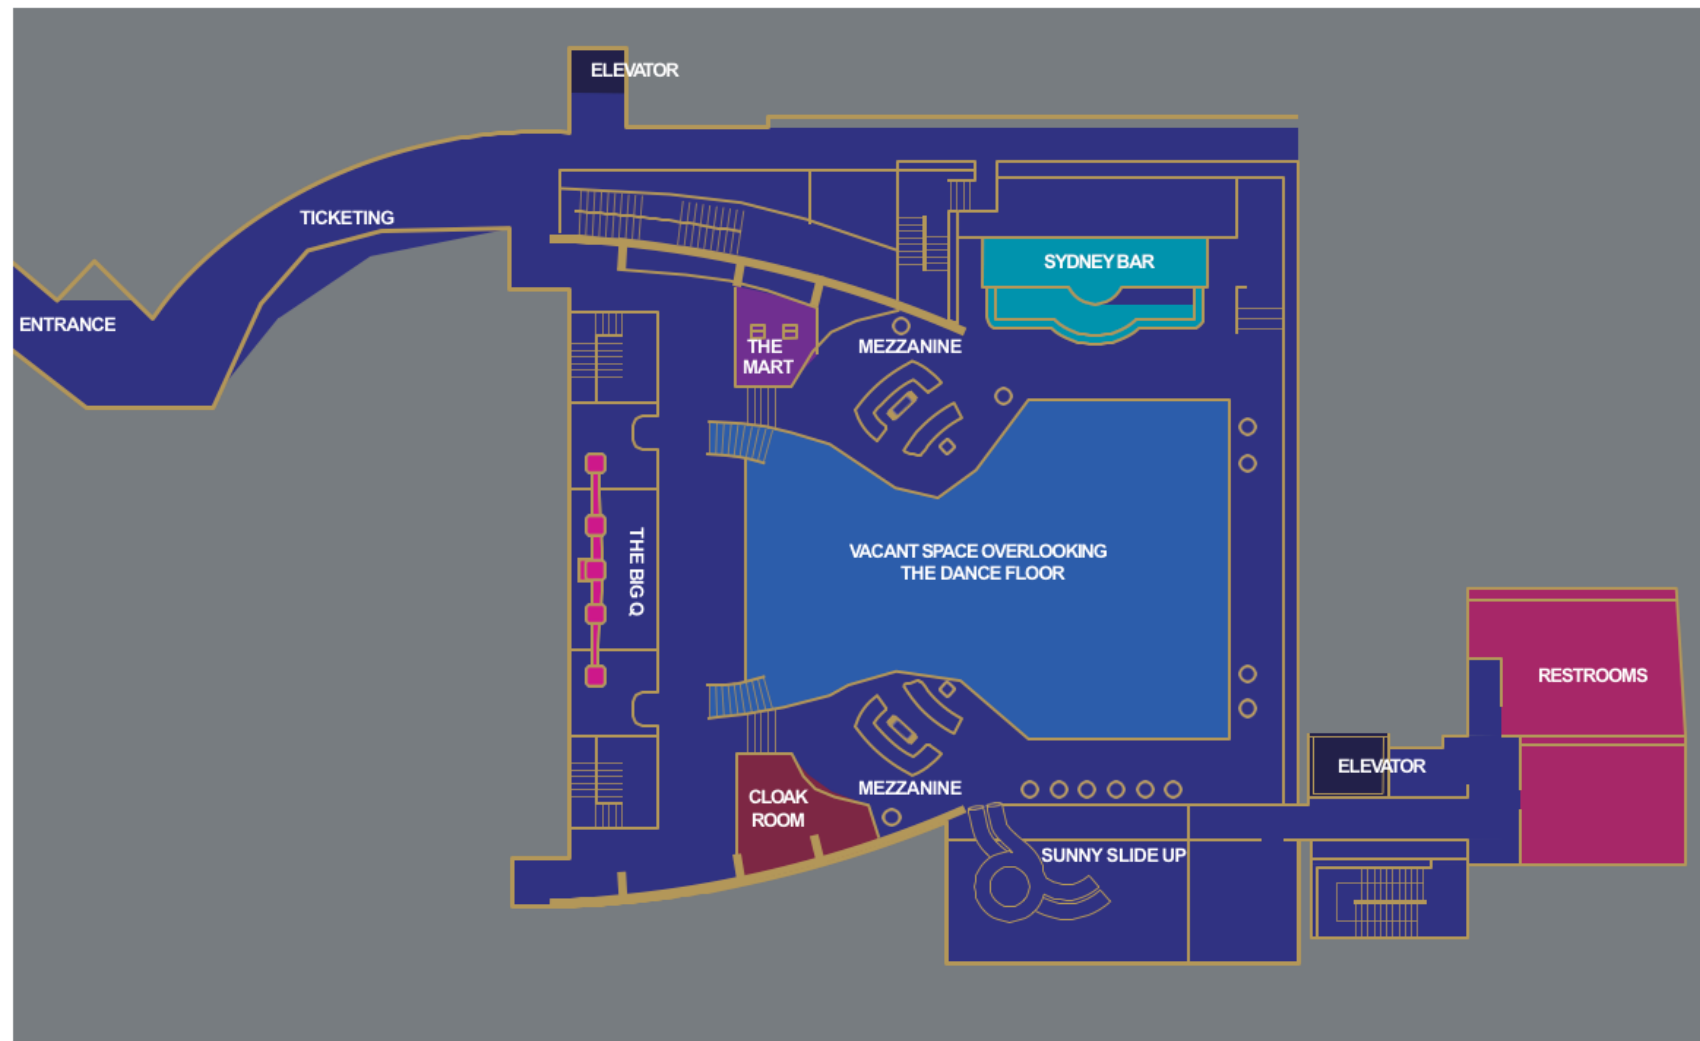 ELEVATOR
TICKETING
ENTRANCE
SYDNEY BAR
THE
MART
MEZZANINE
THE BIG Q
VACANT SPACE OVERLOOKING
THE DANCE FLOOR
RESTROOMS
ELEVATOR
MEZZANINE
CLOAK
ROOM
SUNNY SLIDE UP